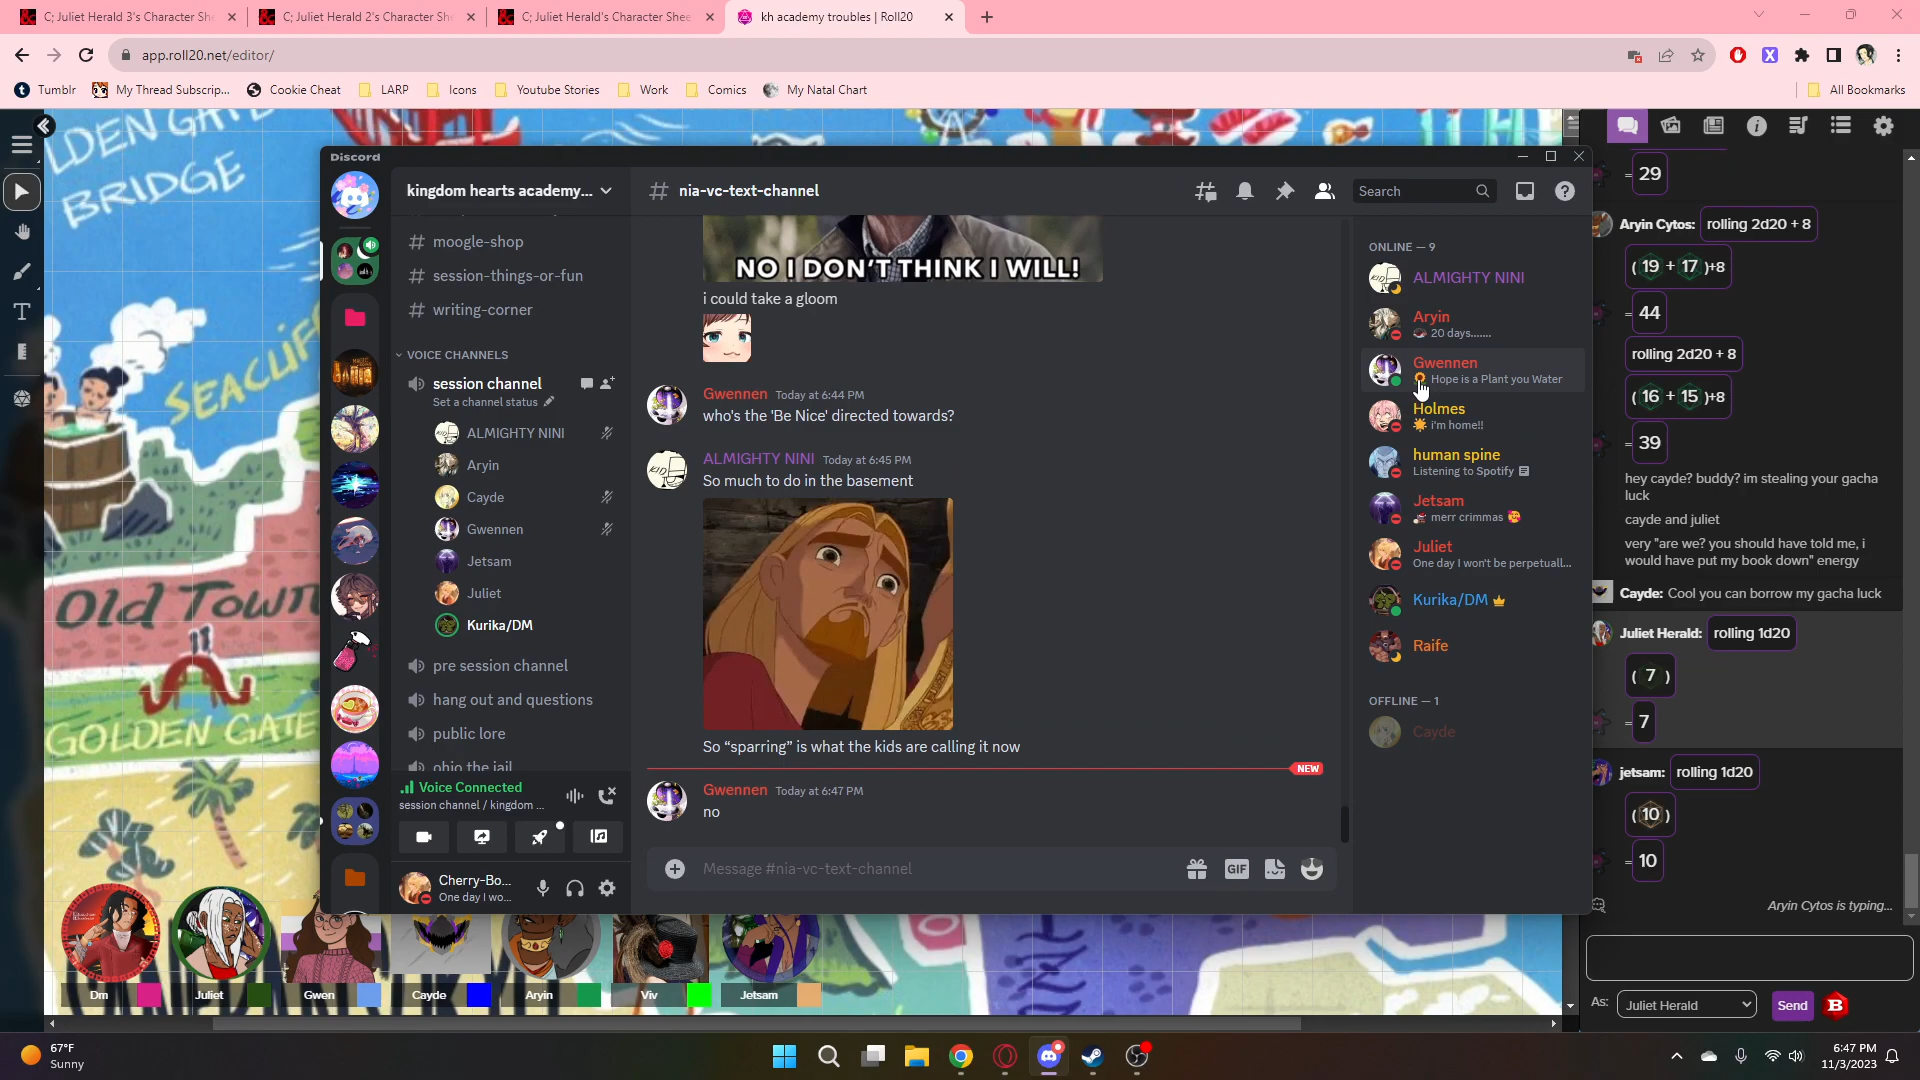 C; Juliet Herald 3's Character She
C; Juliet Herald 2's Character She
C; Juliet Herald's Character Shee
kh academy troubles | Roll20
app.roll20.net/editor/
Tumblr
My Thread Subscrip...
Cookie Cheat
LARP
Icons
Youtube Stories
Work
Comics
My Natal Chart
All Bookmarks
LDEN GAT
BRIDGE
SEACLIFF
Old Town
GOLDEN GATE
Discord
kingdom hearts academy...
# moogle-shop
# session-things-or-fun
# writing-corner
VOICE CHANNELS
session channel
Set a channel status
ALMIGHTY NINI
Aryin
Cayde
Gwennen
Jetsam
Juliet
Kurika/DM
pre session channel
hang out and questions
public lore
ohio the jail
Voice Connected
session channel / kingdom ...
Cherry-Bo...
One day I wo...
# nia-vc-text-channel
Search
NO I DON'T THINK I WILL!
i could take a gloom
Gwennen Today at 6:44 PM
who's the 'Be Nice' directed towards?
ALMIGHTY NINI Today at 6:45 PM
KID
So much to do in the basement
So “sparring” is what the kids are calling it now
NEW
Gwennen Today at 6:47 PM
no
Message #nia-vc-text-channel
GIF
ONLINE — 9
ALMIGHTY NINI
Aryin
20 days.......
Gwennen
Hope is a Plant you Water
Holmes
i'm home!!
human spine
Listening to Spotify
Jetsam
merr crimmas
Juliet
One day I won't be perpetuall...
Kurika/DM
Raife
OFFLINE — 1
Cayde
=29
Aryin Cytos: rolling 2d20 + 8
(19 + 17)+8
=44
rolling 2d20 + 8
(16 + 15)+8
=39
hey cayde? buddy? im stealing your gacha
luck
cayde and juliet
very "are we? you should have told me, i
would have put my book down" energy
Cayde: Cool you can borrow my gacha luck
Juliet Herald: rolling 1d20
(7)
=7
jetsam: rolling 1d20
(10)
=10
Aryin Cytos is typing...
As:
Juliet Herald
Send
B
Dm
Juliet
Gwen
Cayde
Aryin
Viv
Jetsam
67°F
Sunny
6:47 PM
11/3/2023